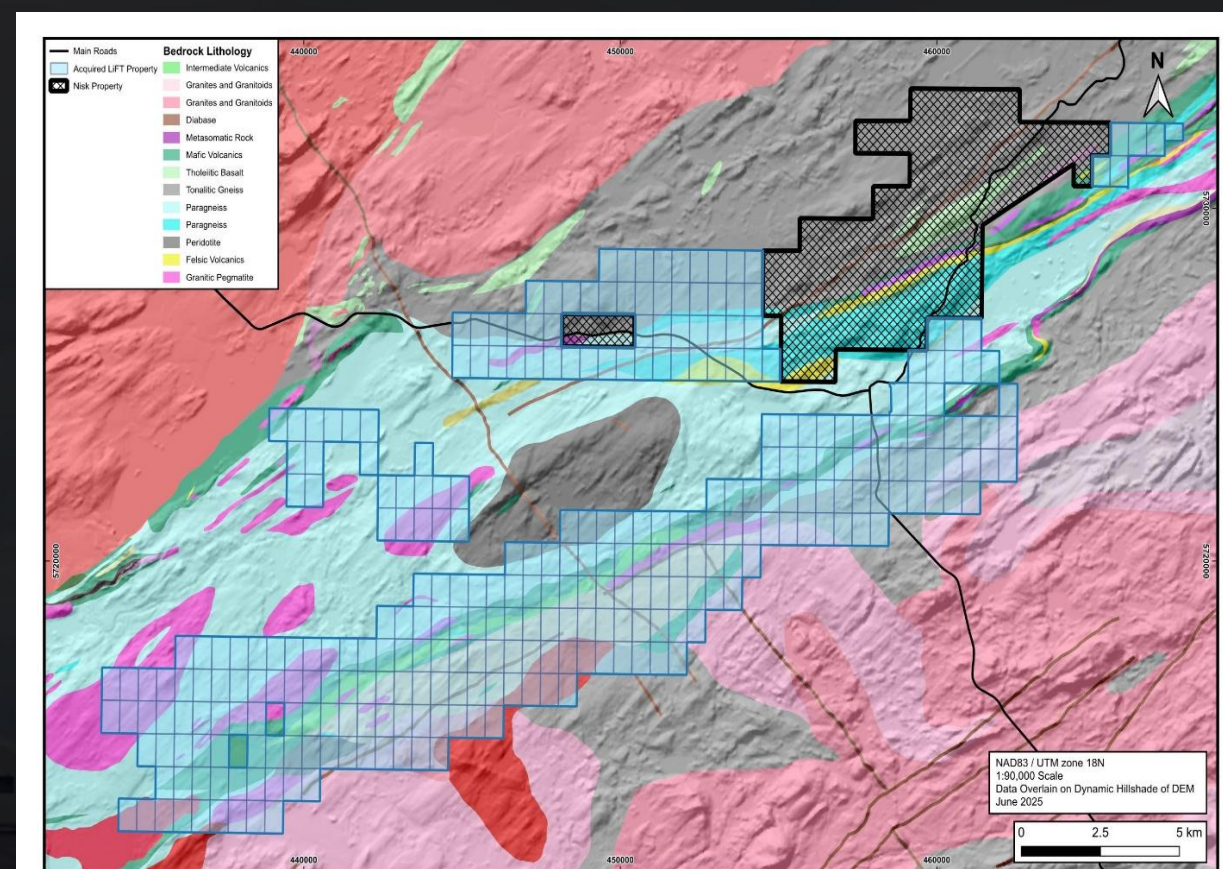 Main Roads
Acquired LiFT Property
Nisk Property
Bedrock Lithology
Intermediate Volcanics
Granites and Granitoids
Granites and Granitoids
Diabase
Metasomatic Rock
Mafic Volcanics
Tholeiitic Basalt
Tonalitic Gneiss
Paragneiss
Paragneiss
Peridotite
Felsic Volcanics
Granitic Pegmatite
440000
450000
460000
N
5730000
5720000
5720000
NAD83 / UTM zone 18N
1:90,000 Scale
Data Overlain on Dynamic Hillshade of DEM
June 2025
0 2.5 5 km
440000
450000
460000